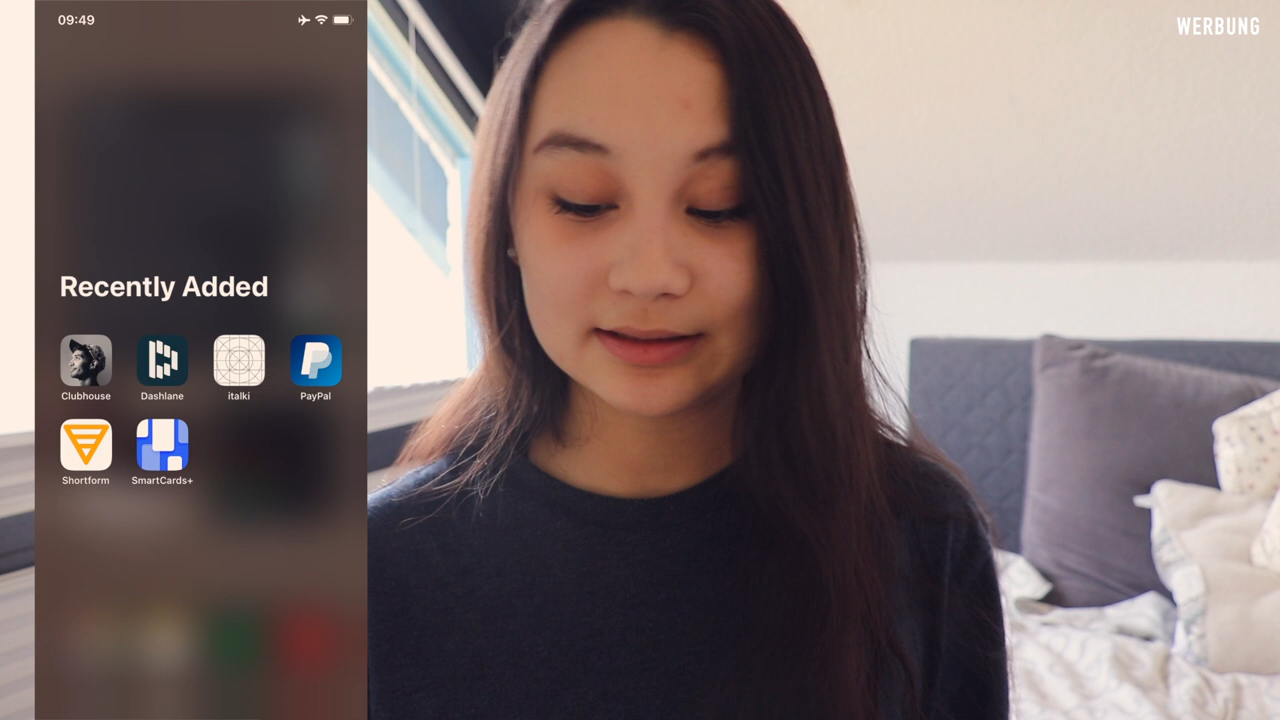 09:49
WERBUNG
Recently Added
Clubhouse
Dashlane
italki
PayPal
Shortform
SmartCards+